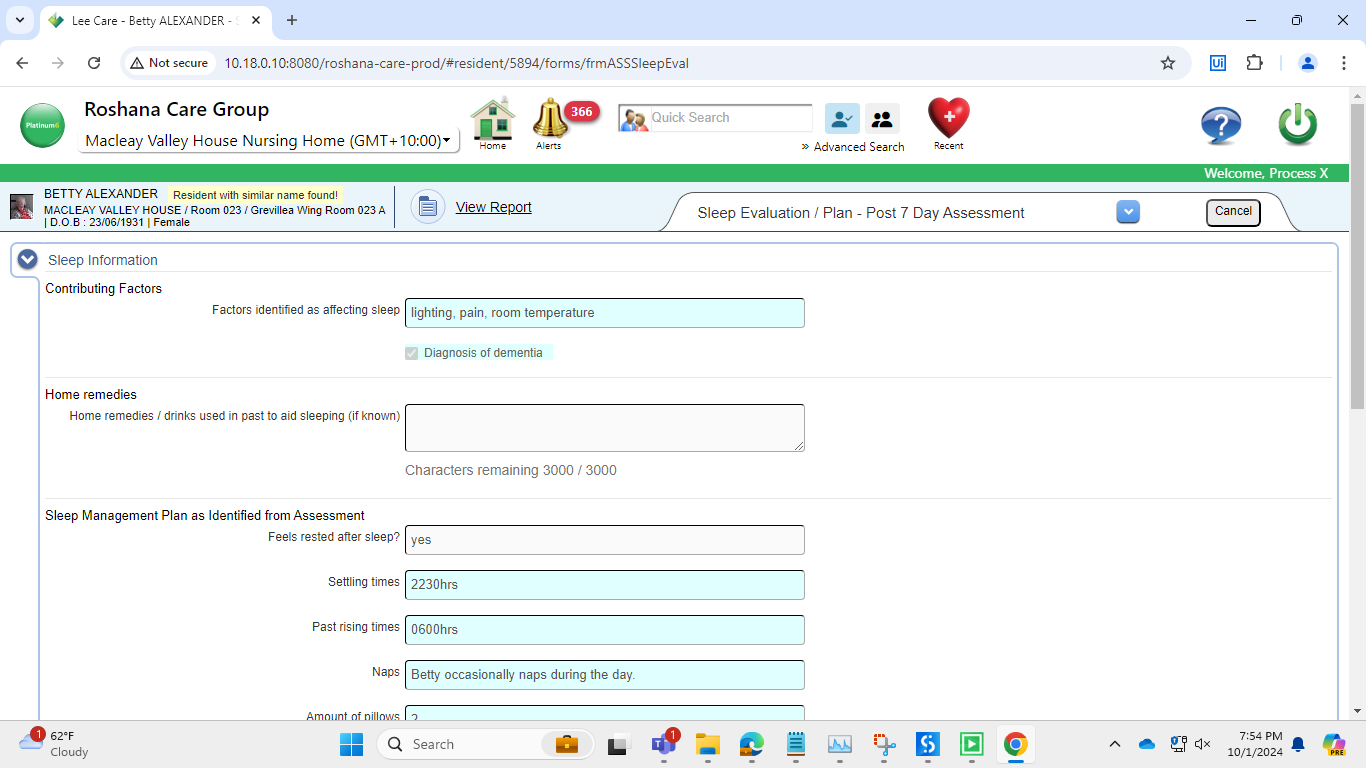 Lee Care - Betty ALEXANDER - S
Not secure
10.18.0.10:8080/roshana-care-prod/#resident/5894/forms/frmASSSleepEval
Platinum6
Roshana Care Group
Macleay Valley House Nursing Home (GMT+10:00)
Home
366
Alerts
Quick Search
» Advanced Search
Recent
Welcome, Process X
BETTY ALEXANDER Resident with similar name found!
MACLEAY VALLEY HOUSE / Room 023 / Grevillea Wing Room 023 A
| D.O.B : 23/06/1931 | Female
View Report
Sleep Evaluation / Plan - Post 7 Day Assessment
Cancel
Sleep Information
Contributing Factors
Factors identified as affecting sleep lighting, pain, room temperature
Diagnosis of dementia
Home remedies
Home remedies / drinks used in past to aid sleeping (if known)
Characters remaining 3000 / 3000
Sleep Management Plan as Identified from Assessment
Feels rested after sleep? yes
Settling times 2230hrs
Past rising times 0600hrs
Naps Betty occasionally naps during the day.
Amount of pillows 2
1
62°F
Cloudy
Search
1
7:54 PM
10/1/2024
PRE